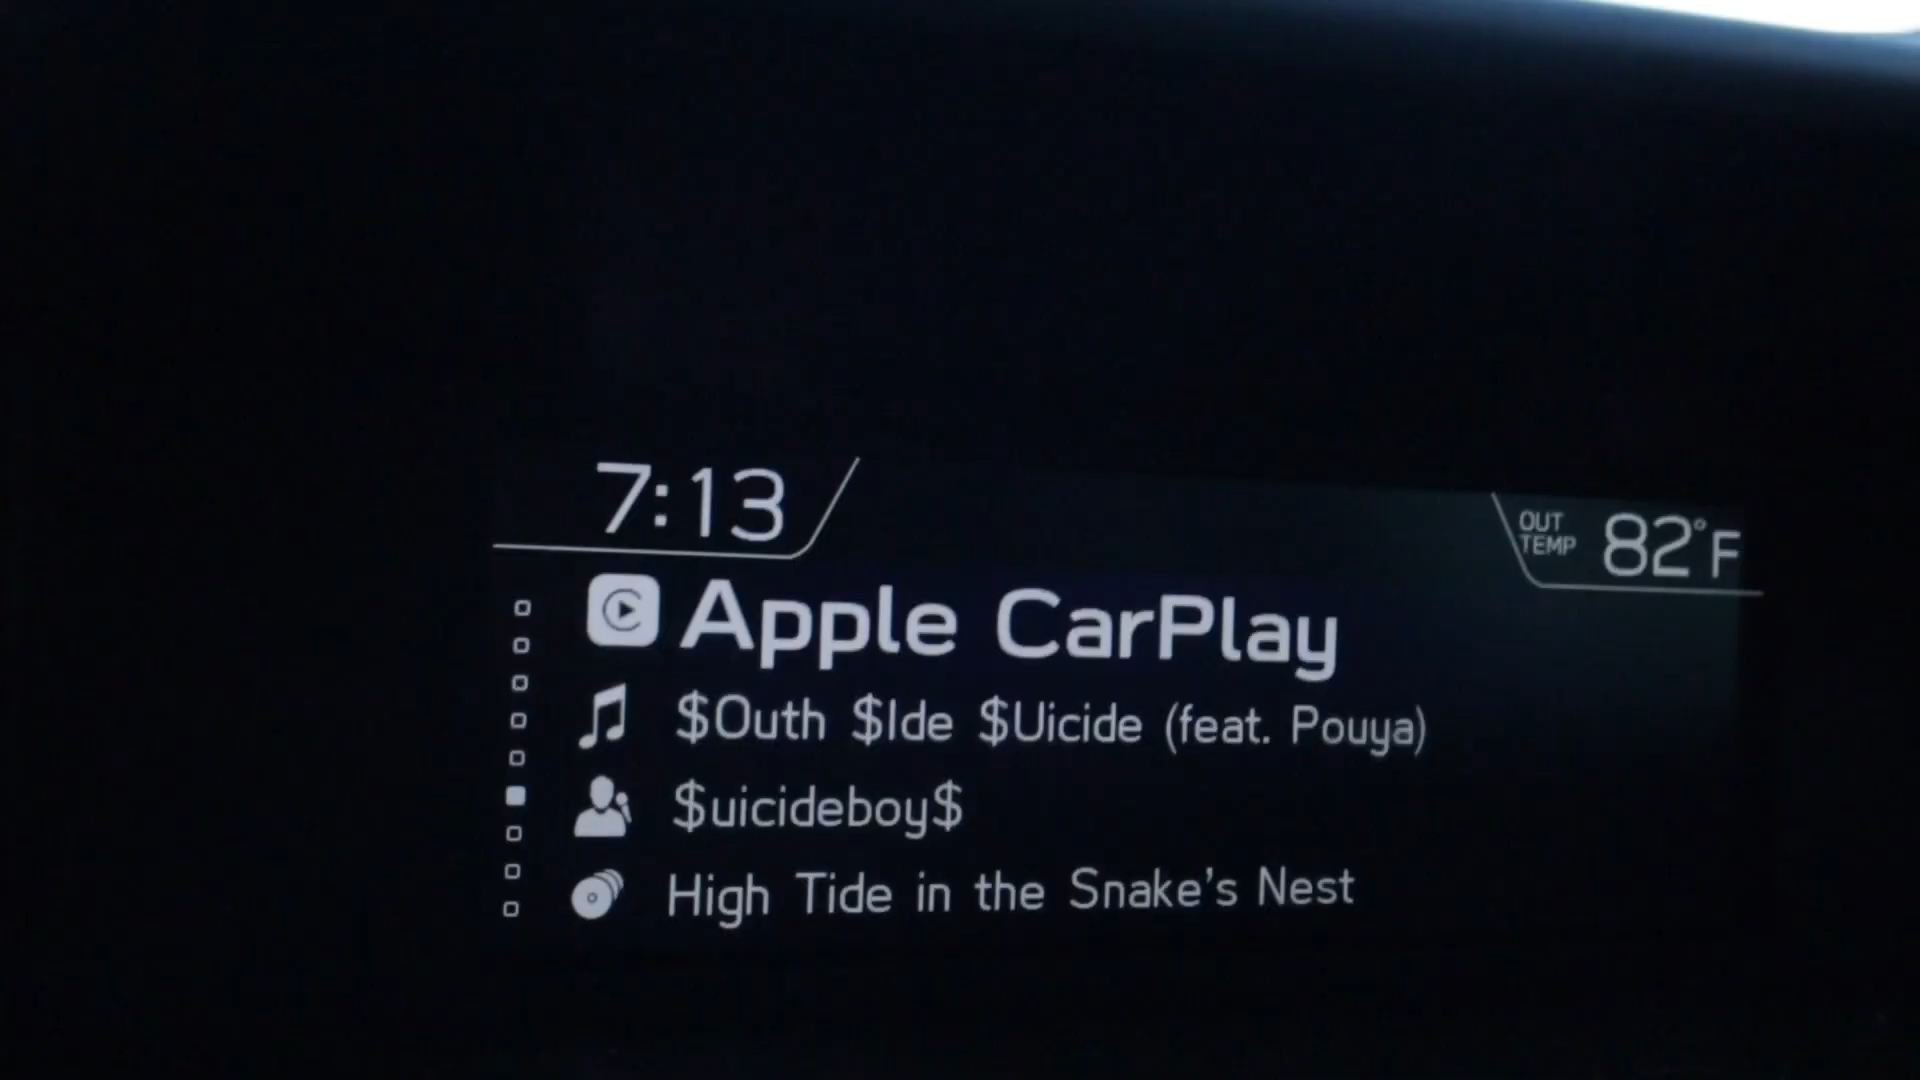 7:13
OUT
TEMP 82°F
Apple CarPlay
$Outh $Ide $Uicide (feat. Pouya)
$uicideboy$
High Tide in the Snake's Nest